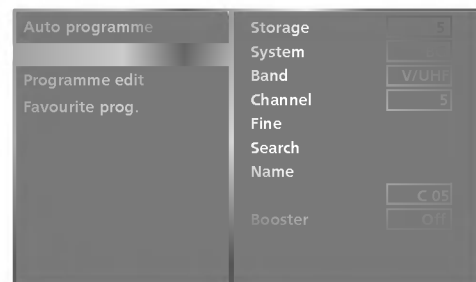 Auto programme
Programme edit
Favourite prog.
Storage 5
System
Band V/UHF
Channel 5
Fine
Search
Name
C 05
Booster Off